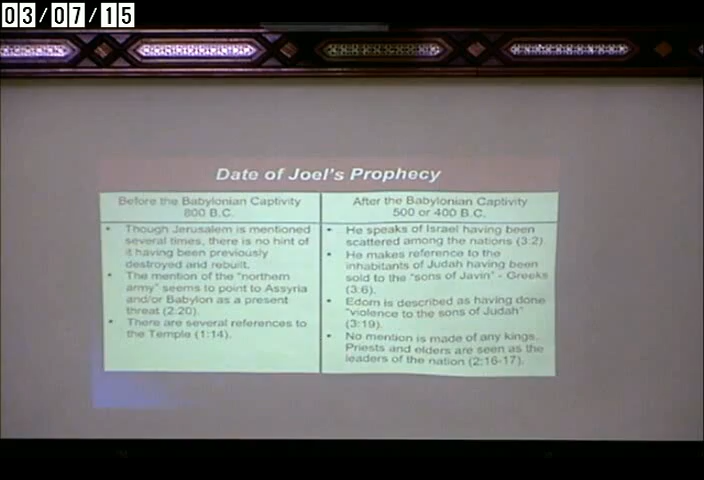 03/07/15
Date of Joel's Prophecy
Before the Babylonian Captivity
800 B.C.
• Though Jerusalem is mentioned
several times, there is no hint of
it having been previously
destroyed and rebuilt.
• The mention of the "northern
army" seems to point to Assyria
and/or Babylon as a present
threat (2:20).
• There are several references to
the Temple (1:14).
After the Babylonian Captivity
500 or 400 B.C.
• He speaks of Israel having been
scattered among the nations (3:2).
• He makes reference to the
inhabitants of Judah having been
sold to the "sons of Javin" - Greeks
(3:6).
• Edom is described as having done
"violence to the sons of Judah"
(3:19).
• No mention is made of any kings.
Priests and elders are seen as the
leaders of the nation (2:16-17).